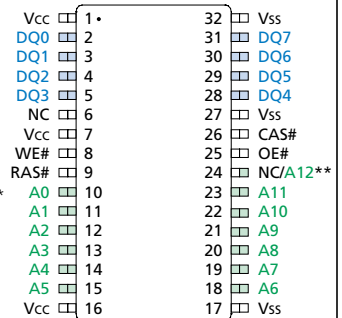 Vcc 1 • 32 Vss
DQ0 2 31 DQ7
DQ1 3 30 DQ6
DQ2 4 29 DQ5
DQ3 5 28 DQ4
NC 6 27 Vss
Vcc 7 26 CAS#
WE# 8 25 OE#
RAS# 9 24 NC/A12**
* A0 10 23 A11
A1 11 22 A10
A2 12 21 A9
A3 13 20 A8
A4 14 19 A7
A5 15 18 A6
Vcc 16 17 Vss